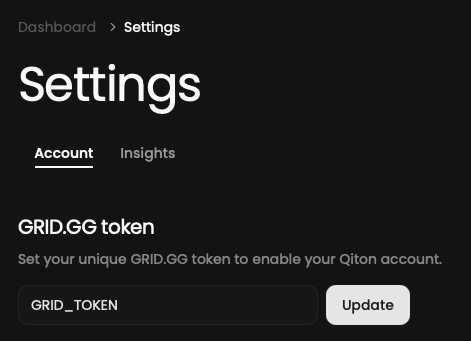 Dashboard > Settings
Settings
Account Insights
GRID.GG token
Set your unique GRID.GG token to enable your Qiton account.
GRID_TOKEN Update